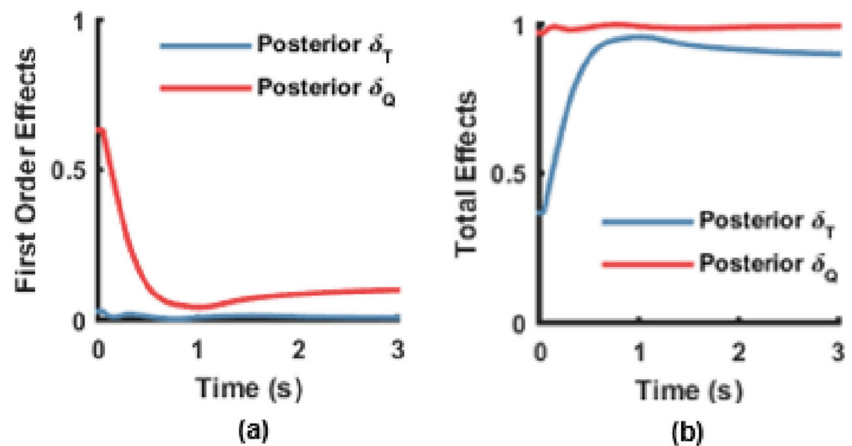 First Order Effects
1
0.5
0
Posterior δT
Posterior δQ
0 1 2 3
Time (s)
(a)
Total Effects
1
0.5
0
Posterior δT
Posterior δQ
0 1 2 3
Time (s)
(b)